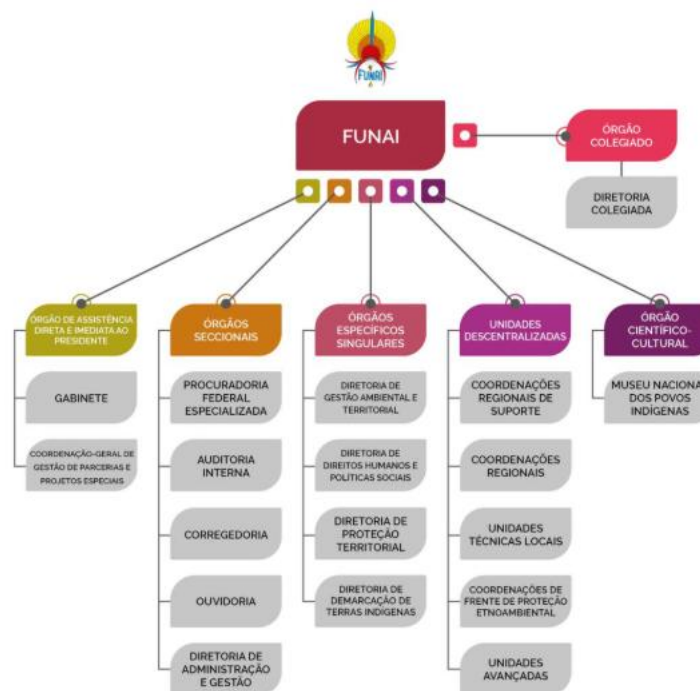 FUNAI
FUNAI
ÓRGÃO
COLEGIADO
DIRETORIA
COLEGIADA
ÓRGÃO DE ASSISTÊNCIA
DIRETA E IMEDIATA AO
PRESIDENTE
GABINETE
COORDENAÇÃO-GERAL DE
GESTÃO DE PARCERIAS E
PROJETOS ESPECIAIS
ÓRGÃOS
SECCIONAIS
PROCURADORIA
FEDERAL
ESPECIALIZADA
AUDITORIA
INTERNA
CORREGEDORIA
OUVIDORIA
DIRETORIA DE
ADMINISTRAÇÃO
E GESTÃO
ÓRGÃOS
ESPECÍFICOS
SINGULARES
DIRETORIA DE
GESTÃO AMBIENTAL E
TERRITORIAL
DIRETORIA DE
DIREITOS HUMANOS E
POLÍTICAS SOCIAIS
DIRETORIA DE
PROTEÇÃO
TERRITORIAL
DIRETORIA DE
DEMARCAÇÃO DE
TERRAS INDÍGENAS
UNIDADES
DESCENTRALIZADAS
COORDENAÇÕES
REGIONAIS DE
SUPORTE
COORDENAÇÕES
REGIONAIS
UNIDADES
TÉCNICAS LOCAIS
COORDENAÇÕES DE
FRENTE DE PROTEÇÃO
ETNOAMBIENTAL
UNIDADES
AVANÇADAS
ÓRGÃO
CIENTÍFICO-
CULTURAL
MUSEU NACIONAL
DOS POVOS
INDÍGENAS